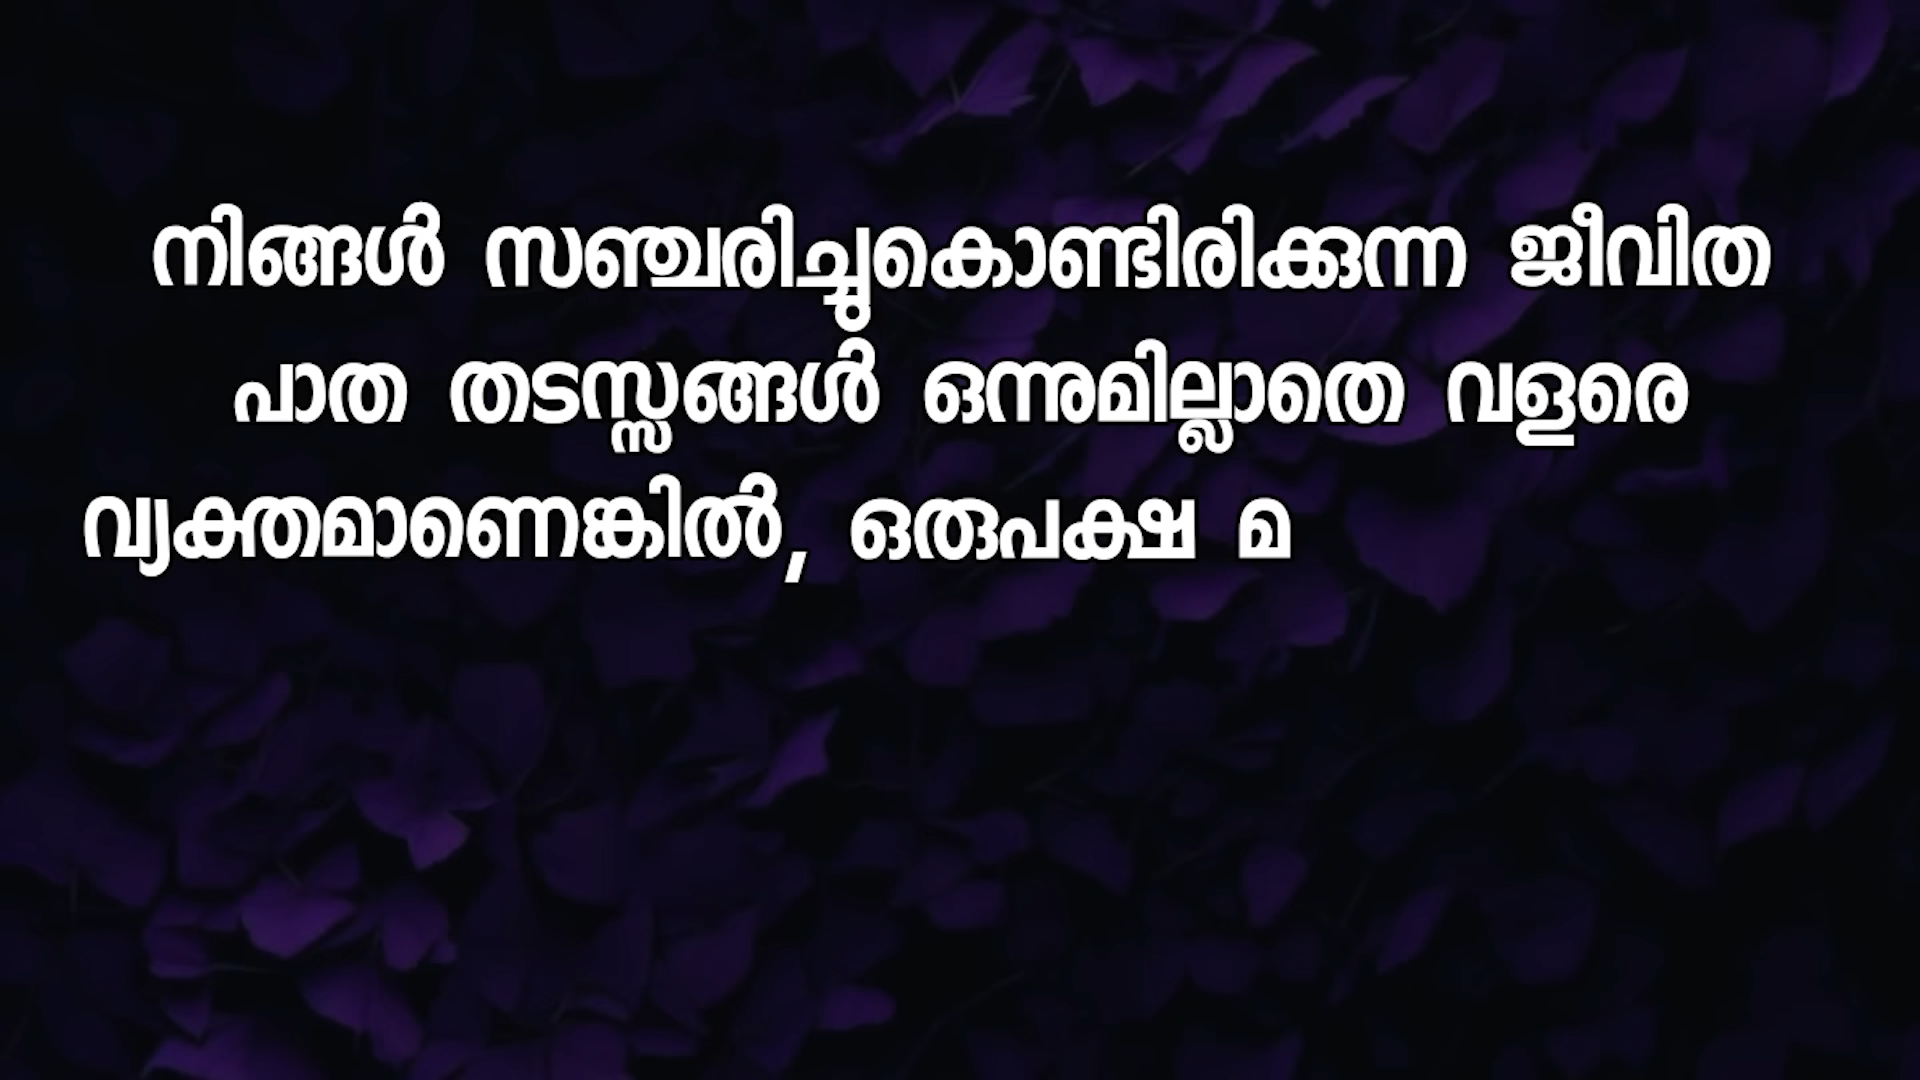 നിങ്ങൾ സഞ്ചരിച്ചുകൊണ്ടിരിക്കുന്ന ജീവിത
പാത തടസ്സങ്ങൾ ഒന്നുമില്ലാതെ വളരെ
വ്യക്തമാണെങ്കിൽ, ഒരുപക്ഷ മ